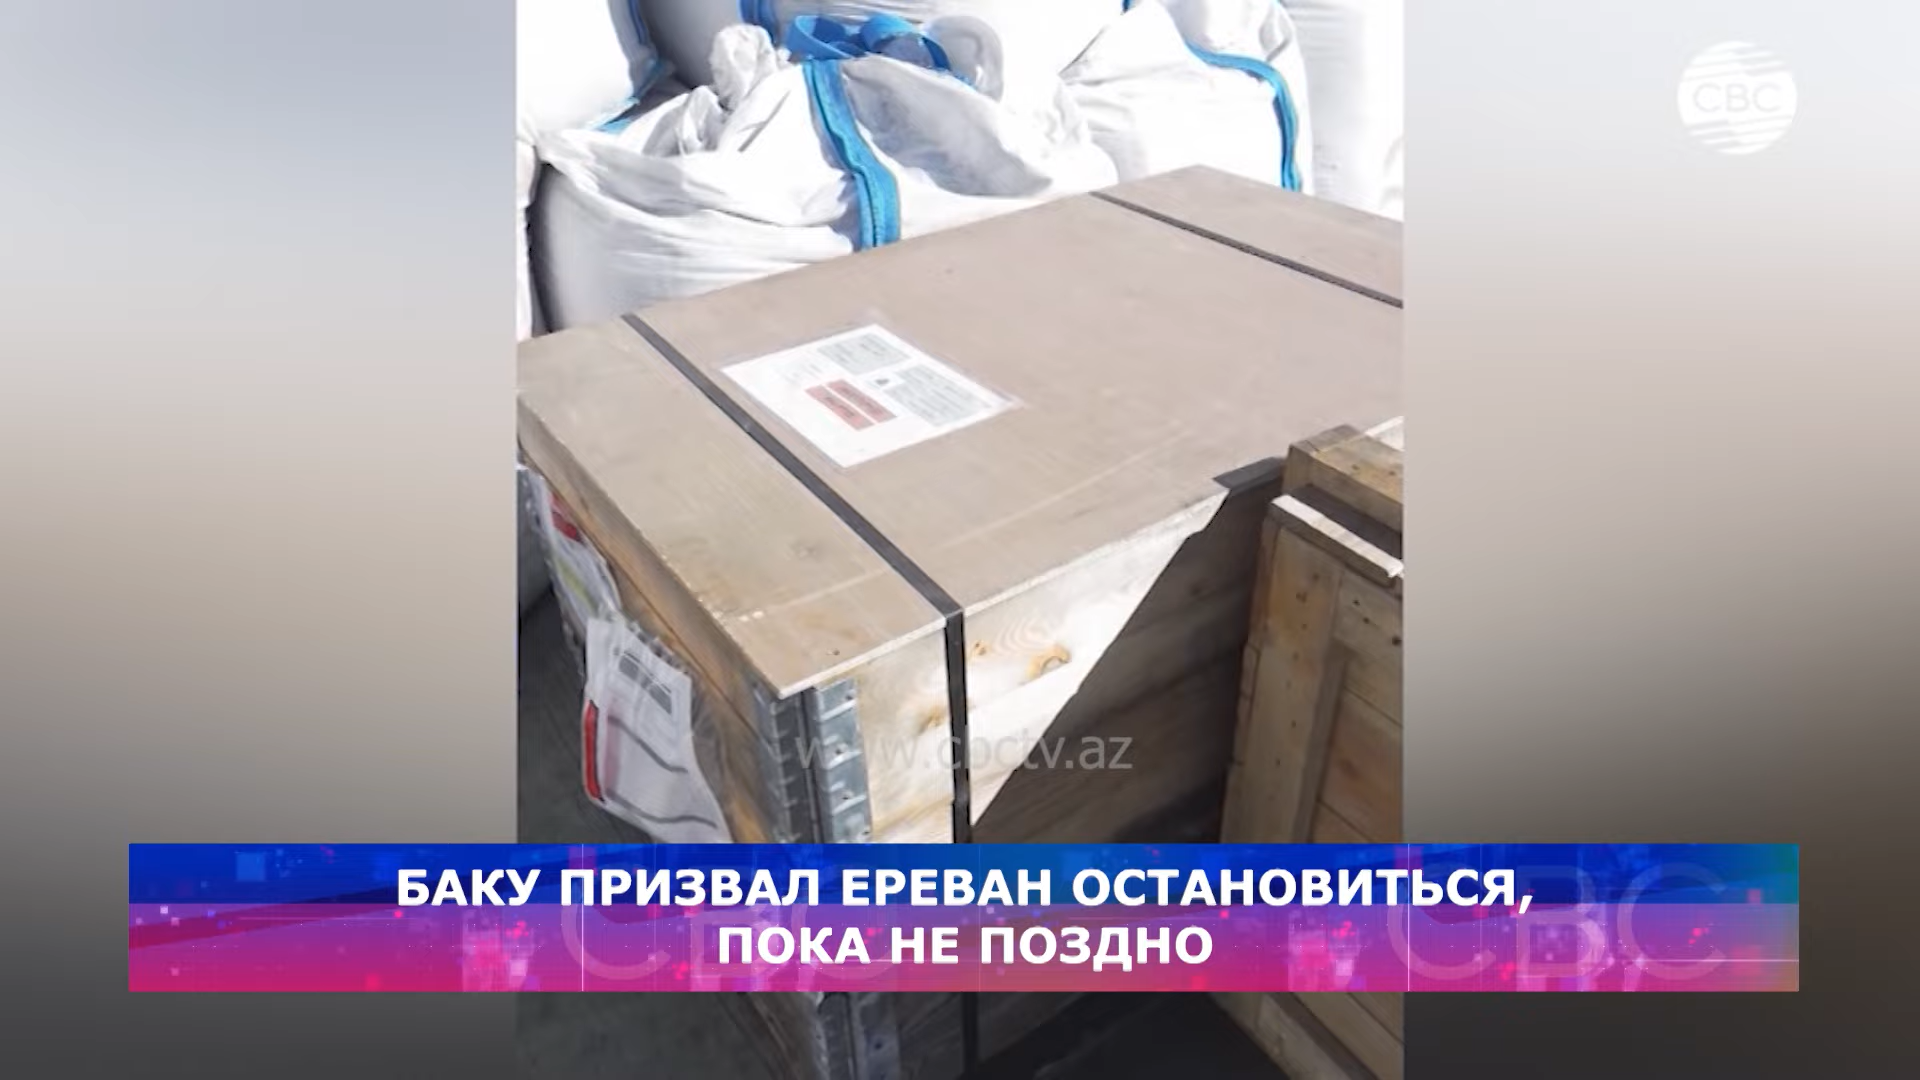 CBC
www.cbctv.az
БАКУ ПРИЗВАЛ ЕРЕВАН ОСТАНОВИТЬСЯ,
ПОКА НЕ ПОЗДНО